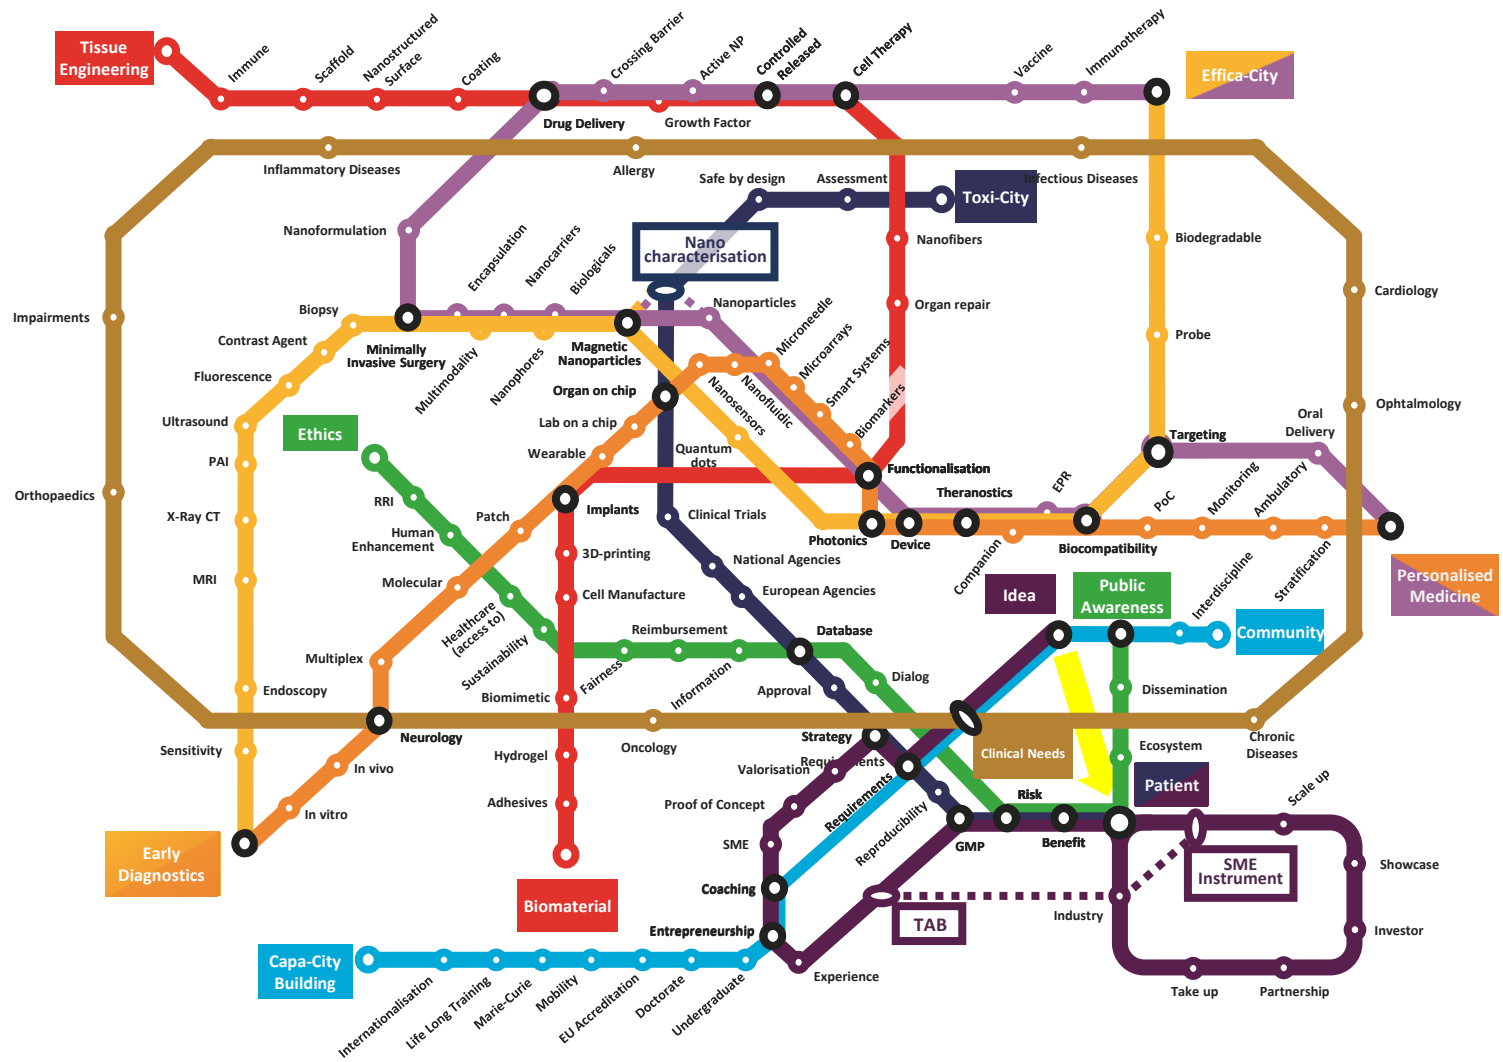 Tissue
Engineering
Immune
Scaffold
Nanostructured
Surface
Coating
Crossing Barrier
Active NP
Controlled
Released
Cell Therapy
Vaccine
Immunotherapy
Effica-City
Drug Delivery
Growth Factor
Inflammatory Diseases
Allergy
Infectious Diseases
Safe by design
Assessment
Toxi-City
Nanoformulation
Nano
characterisation
Nanofibers
Biodegradable
Encapsulation
Nanocarriers
Biologicals
Nanoparticles
Organ repair
Cardiology
Impairments
Biopsy
Contrast Agent
Fluorescence
Minimally
Invasive Surgery
Multimodality
Nanophores
Magnetic
Nanoparticles
Microneedle
Microarrays
Smart Systems
Biomarkers
Probe
Organ on chip
Nanosensors
Nanofluidic
Ophtalmology
Ultrasound
Ethics
Lab on a chip
Wearable
Quantum
dots
Functionalisation
Targeting
Oral
Delivery
PAI
Orthopaedics
RRI
X-Ray CT
Human
Enhancement
Patch
Implants
Clinical Trials
Photonics
Device
Theranostics
EPR
Companion
Biocompatibility
PoC
Monitoring
Ambulatory
Interdiscipline
Stratification
3D-printing
National Agencies
MRI
Molecular
Cell Manufacture
European Agencies
Idea
Public
Awareness
Personalised
Medicine
Healthcare
(access to)
Sustainability
Reimbursement
Database
Community
Multiplex
Fairness
Information
Dialog
Endoscopy
Biomimetic
Approval
Dissemination
Neurology
Oncology
Strategy
Clinical Needs
Ecosystem
Chronic
Diseases
Sensitivity
In vivo
Hydrogel
Valorisation
Requirements
Requirements
Patient
In vitro
Adhesives
Proof of Concept
Reproducibility
Risk
Scale up
SME
GMP
Benefit
Early
Diagnostics
Biomaterial
Coaching
SME
Instrument
Showcase
Entrepreneurship
TAB
Industry
Investor
Capa-City
Building
Internationalisation
Life Long Training
Marie-Curie
Mobility
EU Accreditation
Doctorate
Undergraduate
Experience
Take up
Partnership